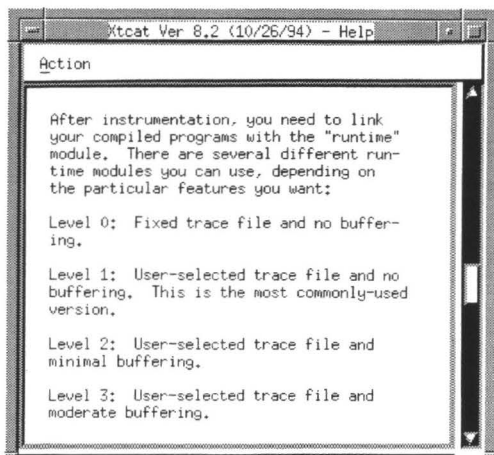 Xtcat Ver 8.2 (10/26/94) - Help
Action
After instrumentation, you need to link
your compiled programs with the "runtime"
module.  There are several different run-
time modules you can use, depending on
the particular features you want:
Level 0:  Fixed trace file and no buffer-
ing.
Level 1:  User-selected trace file and no
buffering.  This is the most commonly-used
version.
Level 2:  User-selected trace file and
minimal buffering.
Level 3:  User-selected trace file and
moderate buffering.